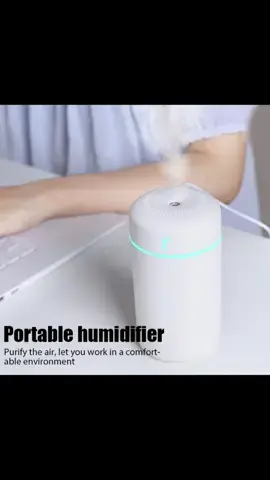 Portable humidifier
Purify the air, let you work in a comfort-
able environment